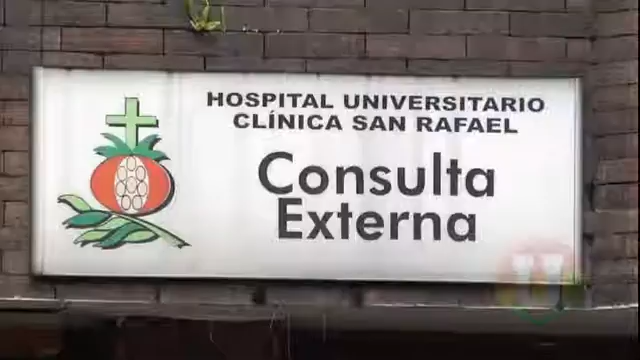 HOSPITAL UNIVERSITARIO
CLÍNICA SAN RAFAEL
Consulta
Externa